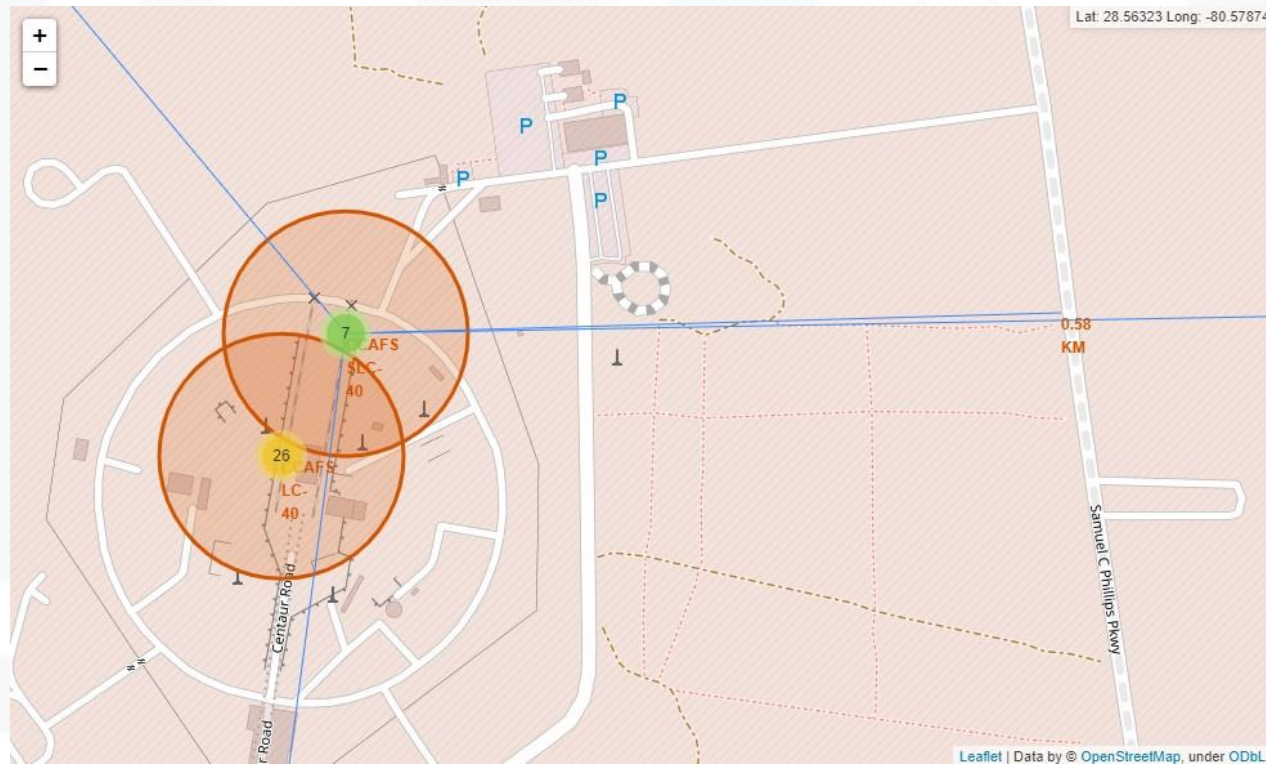 +
−
Lat: 28.56323 Long: -80.57874
P
P
P
P
P
7
CCAFS
SLC-
40
0.58
KM
26
CCAFS
LC-
40
Samuel C Phillips Pkwy
Centaur Road
r Road
Leaflet | Data by © OpenStreetMap, under ODbL